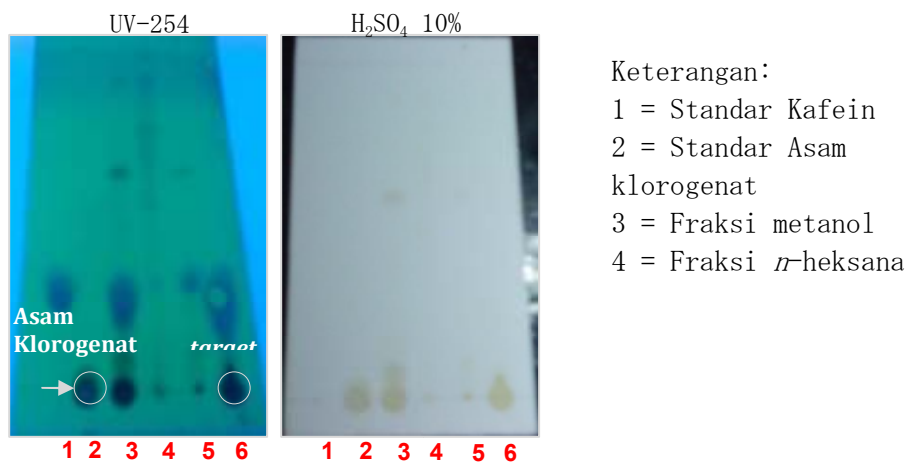 UV-254
H₂SO₄ 10%
Asam
Klorogenat
target
1 2 3 4 5 6
1 2 3 4 5 6
Keterangan:
1 = Standar Kafein
2 = Standar Asam
klorogenat
3 = Fraksi metanol
4 = Fraksi n-heksana